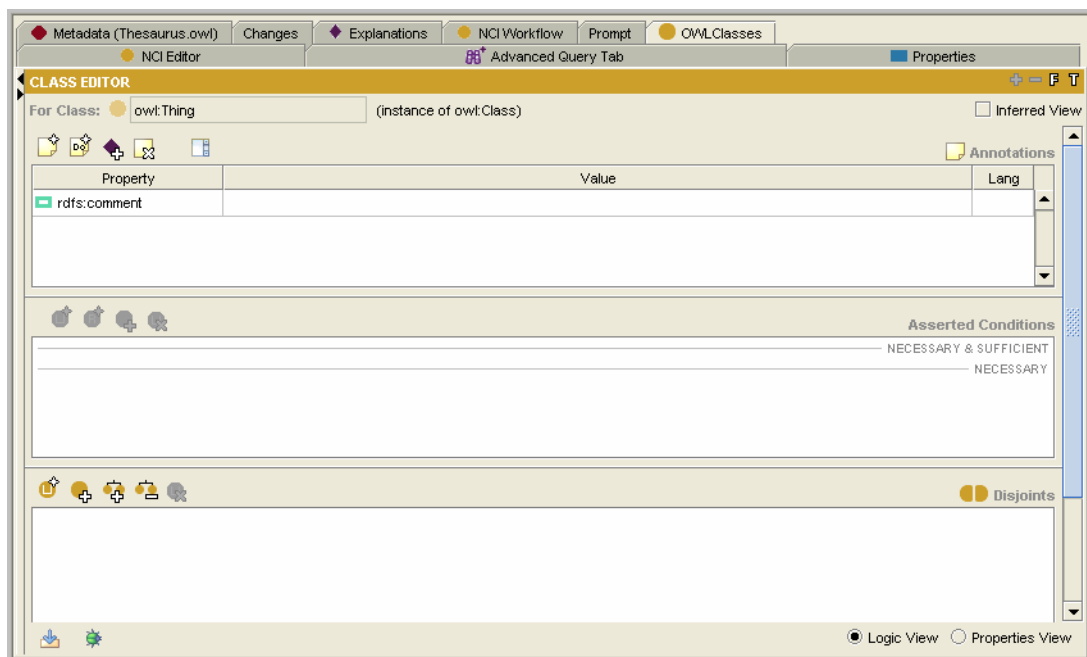 Metadata (Thesaurus.owl) Changes Explanations NCI Workflow Prompt OWLClasses
NCI Editor Advanced Query Tab Properties
CLASS EDITOR F T
For Class: owl:Thing (instance of owl:Class) Inferred View
Annotations
Property Value Lang
rdfs:comment
Asserted Conditions
NECESSARY & SUFFICIENT
NECESSARY
Disjoints
Logic View Properties View